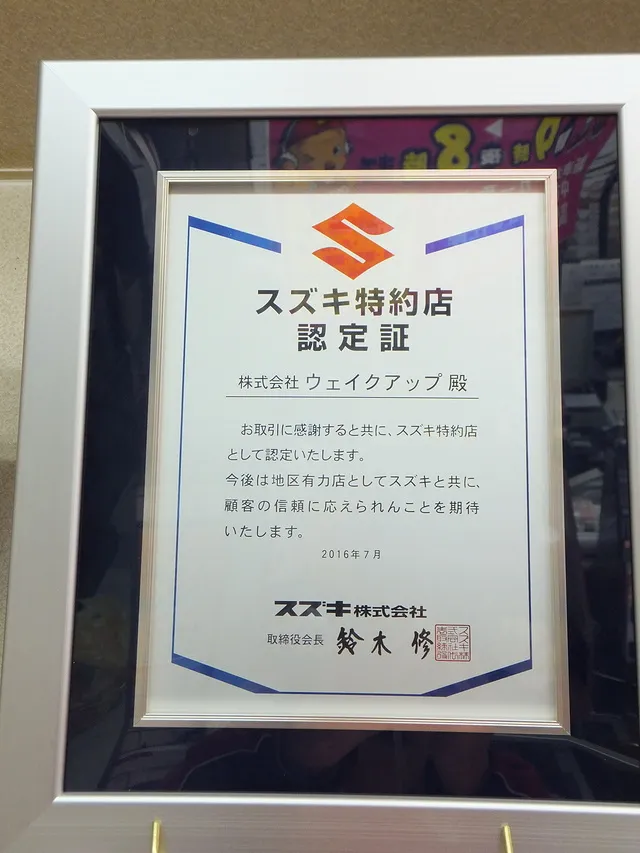 スズキ特約店
認定証
株式会社 ウェイクアップ 殿
お取引に感謝すると共に、スズキ特約店
として認定いたします。
今後は地区有力店としてスズキと共に、
顧客の信頼に応えられんことを期待
いたします。
2016年7月
スズキ株式会社
取締役会長 鈴木 修